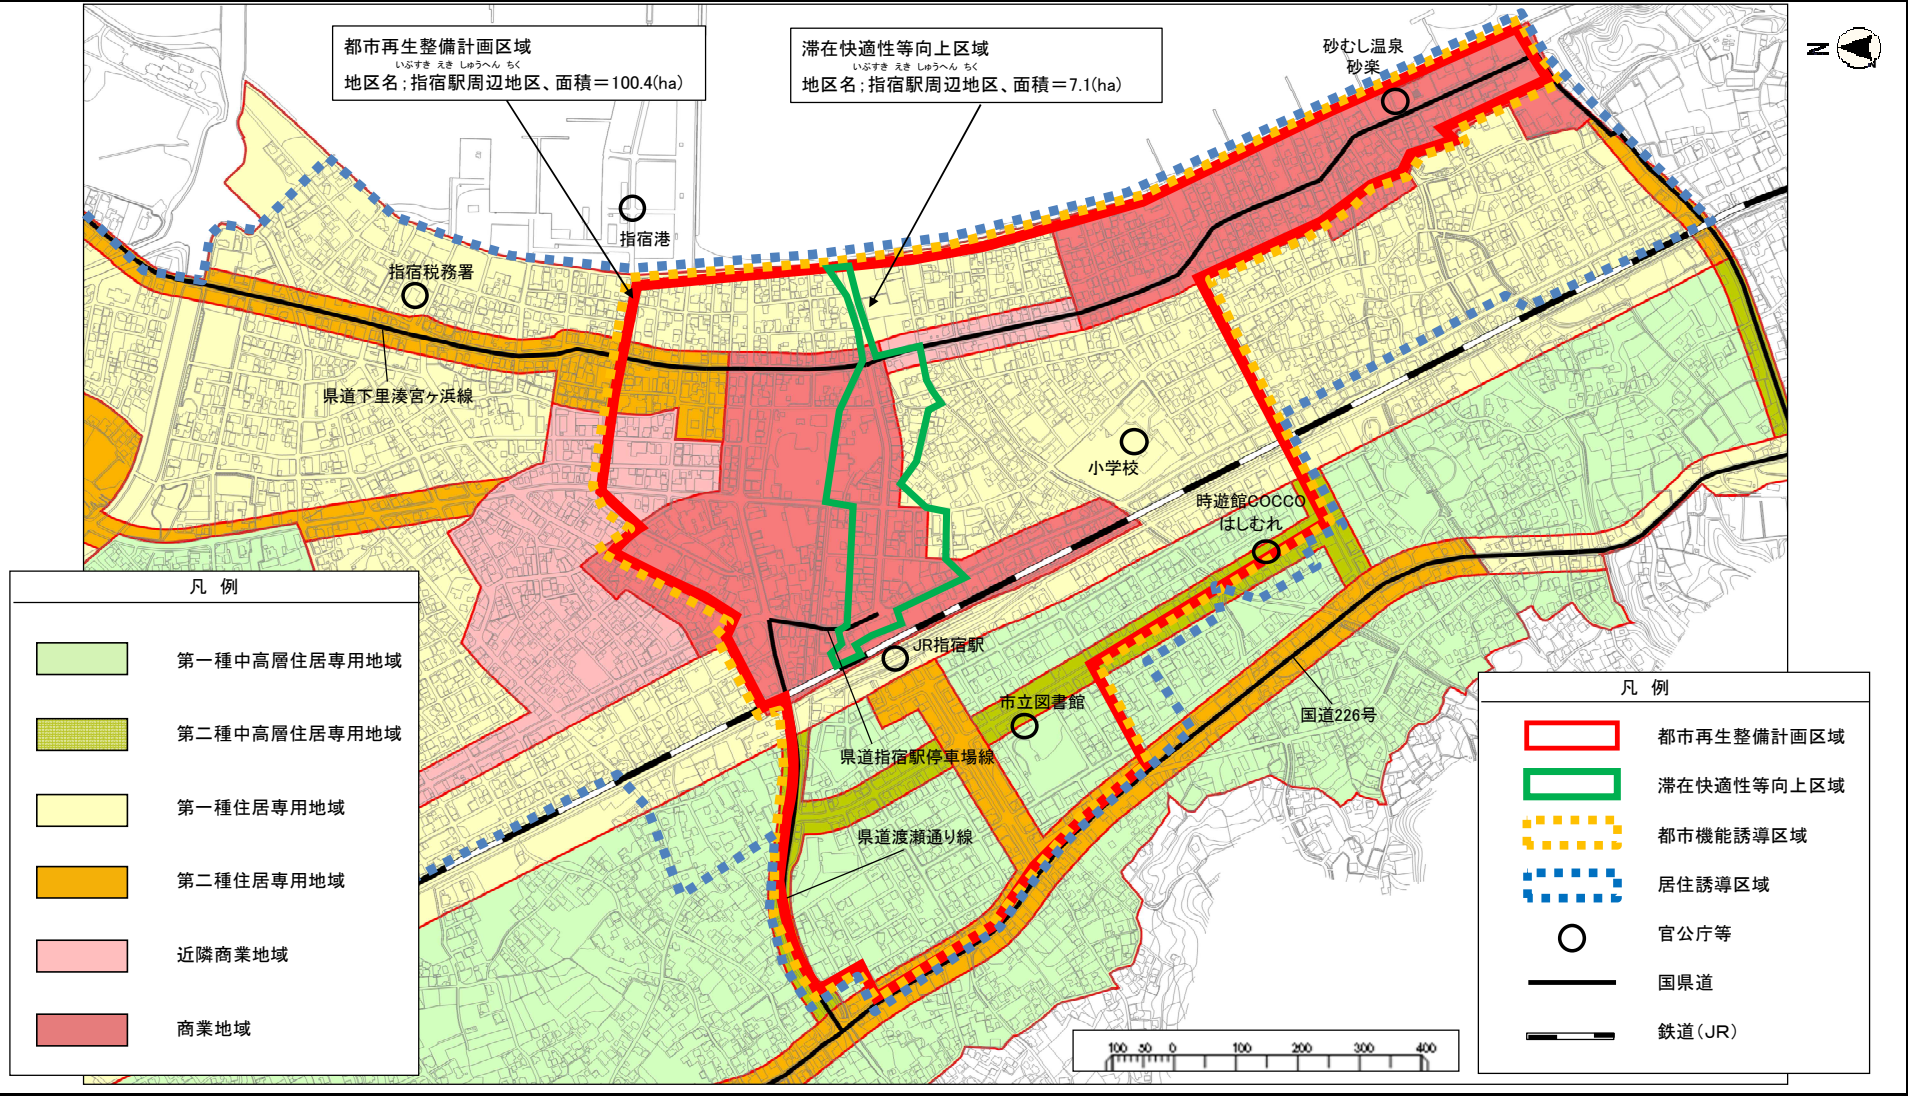 都市再生整備計画区域
いぶすき えき しゅうへん ちく
地区名；指宿駅周辺地区、面積＝100.4(ha)
滞在快適性等向上区域
いぶすき えき しゅうへん ちく
地区名；指宿駅周辺地区、面積＝7.1(ha)
砂むし温泉
砂楽
N
指宿港
指宿税務署
県道下里湊宮ヶ浜線
小学校
時遊館COCCO
はしむれ
JR指宿駅
市立図書館
国道226号
県道指宿駅停車場線
県道渡瀬通り線
凡 例
第一種中高層住居専用地域
第二種中高層住居専用地域
第一種住居専用地域
第二種住居専用地域
近隣商業地域
商業地域
凡 例
都市再生整備計画区域
滞在快適性等向上区域
都市機能誘導区域
居住誘導区域
官公庁等
国県道
鉄道（JR）
100 50 0 100 200 300 400